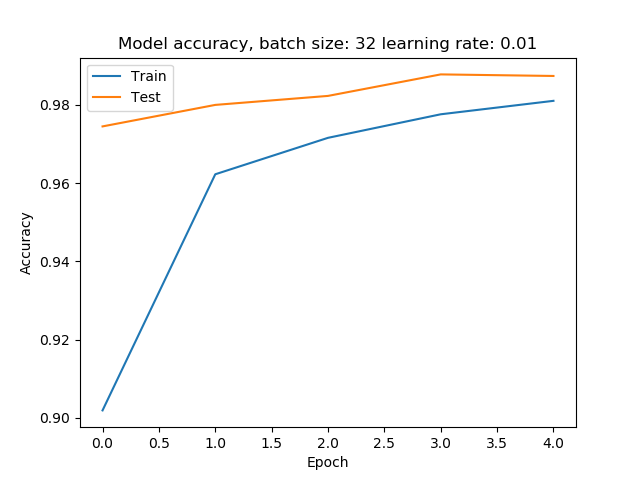 Model accuracy, batch size: 32 learning rate: 0.01
Train
Test
0.98
0.96
0.94
0.92
0.90
Accuracy
0.0 0.5 1.0 1.5 2.0 2.5 3.0 3.5 4.0
Epoch